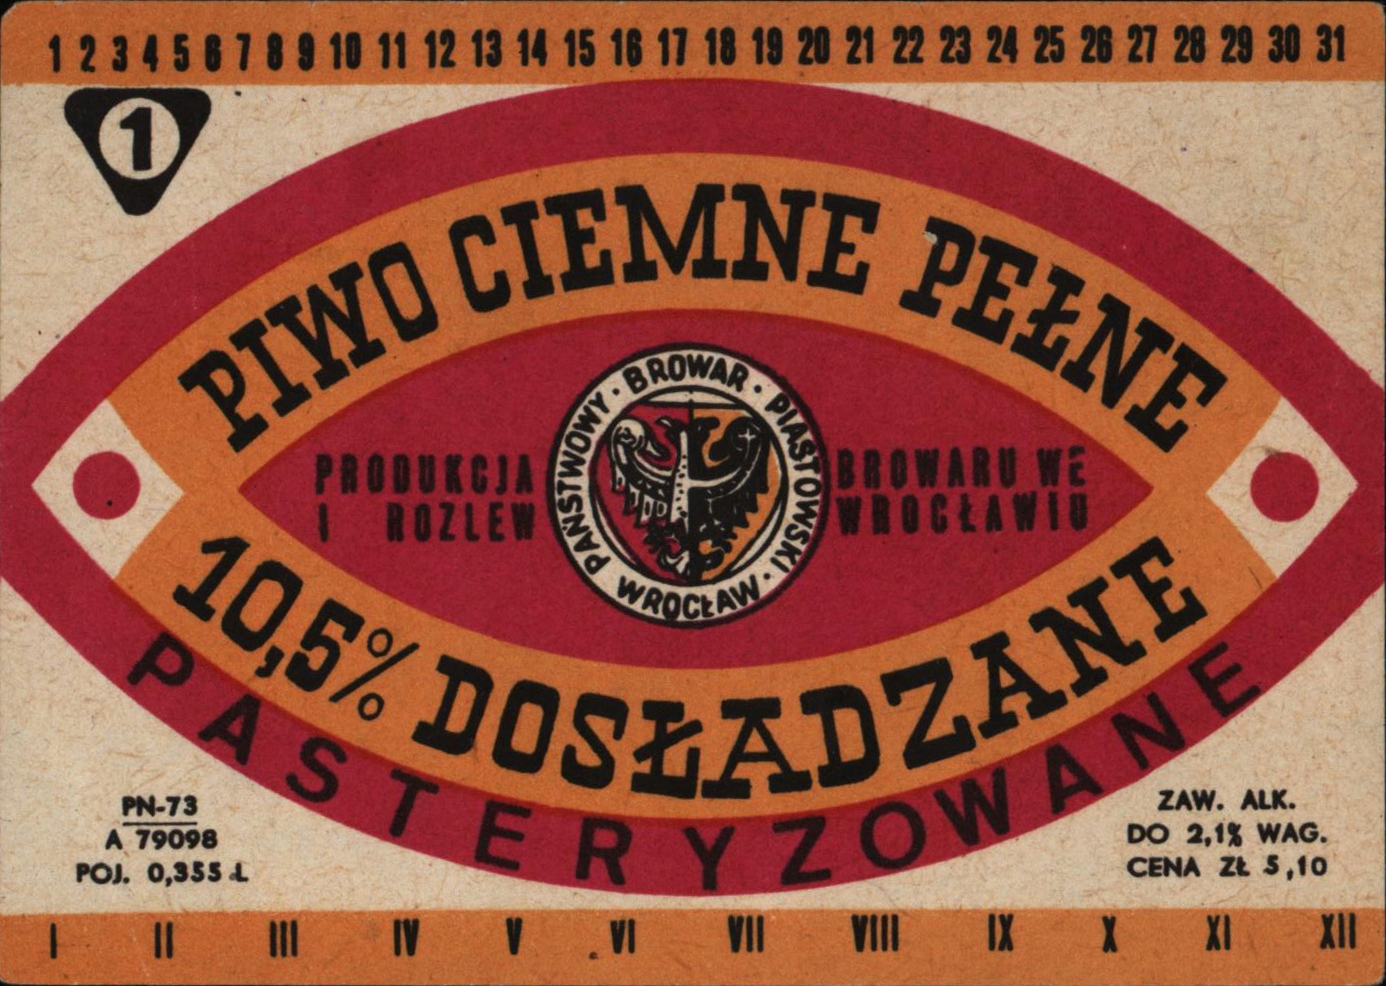 1 2 3 4 5 6 7 8 9 10 11 12 13 14 15 16 17 18 19 20 21 22 23 24 25 26 27 28 29 30 31
1
PIWO CIEMNE PEŁNE
PRODUKCJA
I ROZLEW
PAŃSTWOWY · BROWAR · PIASTOWSKI ·
WROCŁAW
BROWARU WE
WROCŁAWIU
10,5% DOSŁADZANE
PASTERYZOWANE
PN-73
A 79098
POJ. 0,355 L
ZAW. ALK.
DO 2,1% WAG.
CENA ZŁ 5,10
I II III IV V VI VII VIII IX X XI XII